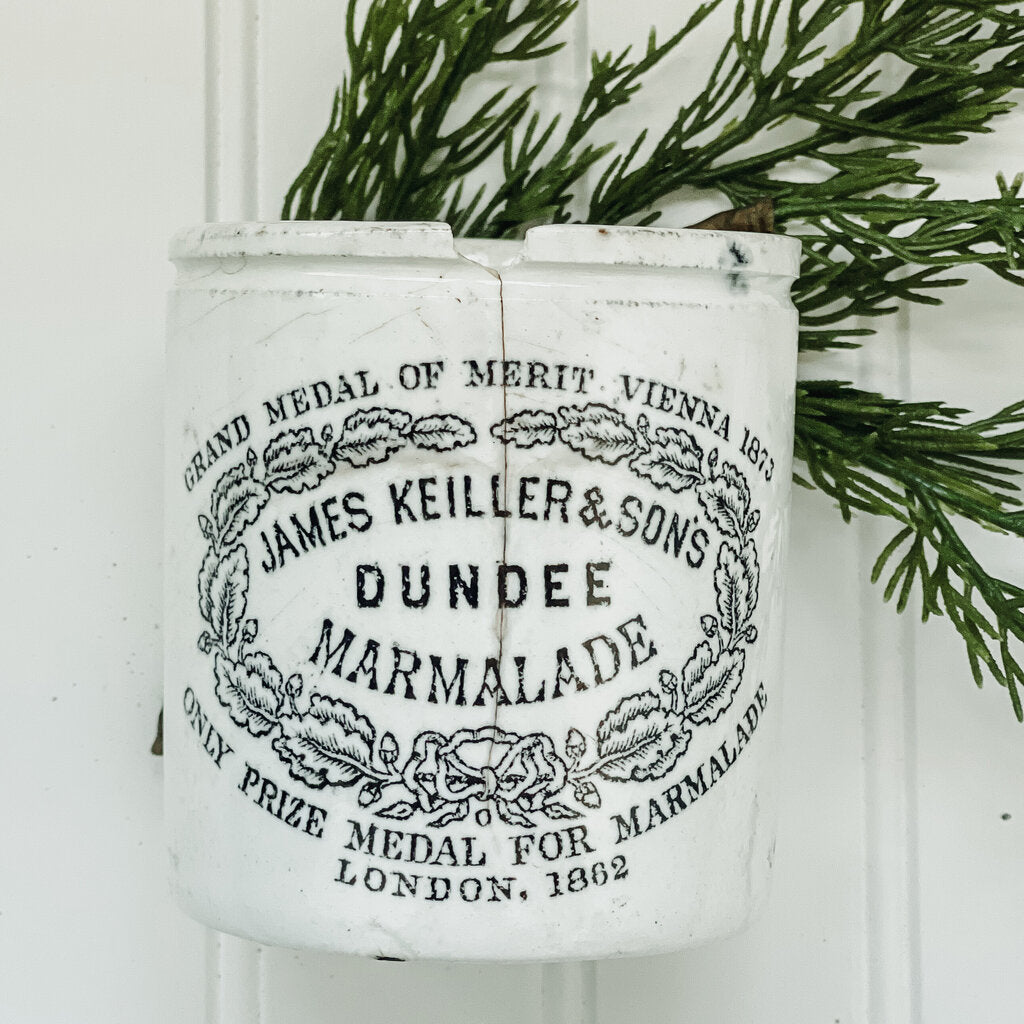 GRAND MEDAL OF MERIT. VIENNA 1873
JAMES KEILLER & SON'S
DUNDEE
MARMALADE
ONLY PRIZE MEDAL FOR MARMALADE
LONDON, 1862